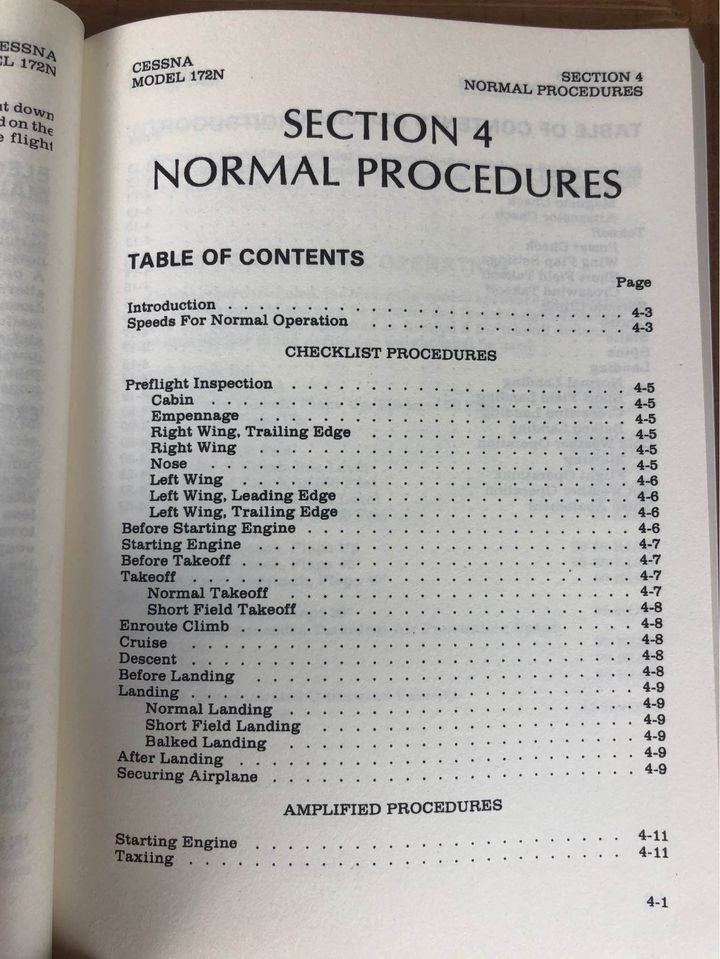 ESSNA
EL 172N
ut down
d on the
e flight
CESSNA
MODEL 172N
SECTION 4
NORMAL PROCEDURES
SECTION 4
NORMAL PROCEDURES
TABLE OF CONTENTS
Page
Introduction . . . . . . . . . . . . . . . . . . . . . . . . . . . . 4-3
Speeds For Normal Operation . . . . . . . . . . . . . . . . . . 4-3
CHECKLIST PROCEDURES
Preflight Inspection . . . . . . . . . . . . . . . . . . . . . . 4-5
Cabin . . . . . . . . . . . . . . . . . . . . . . . . . . . 4-5
Empennage . . . . . . . . . . . . . . . . . . . . . . . . 4-5
Right Wing, Trailing Edge . . . . . . . . . . . . . . . . . 4-5
Right Wing . . . . . . . . . . . . . . . . . . . . . . . . 4-5
Nose . . . . . . . . . . . . . . . . . . . . . . . . . . . 4-5
Left Wing . . . . . . . . . . . . . . . . . . . . . . . . . 4-6
Left Wing, Leading Edge . . . . . . . . . . . . . . . . . . 4-6
Left Wing, Trailing Edge . . . . . . . . . . . . . . . . . . 4-6
Before Starting Engine . . . . . . . . . . . . . . . . . . . . . 4-6
Starting Engine . . . . . . . . . . . . . . . . . . . . . . . . 4-7
Before Takeoff . . . . . . . . . . . . . . . . . . . . . . . . . 4-7
Takeoff . . . . . . . . . . . . . . . . . . . . . . . . . . . . 4-7
Normal Takeoff . . . . . . . . . . . . . . . . . . . . . . 4-7
Short Field Takeoff . . . . . . . . . . . . . . . . . . . . . 4-8
Enroute Climb . . . . . . . . . . . . . . . . . . . . . . . . . 4-8
Cruise . . . . . . . . . . . . . . . . . . . . . . . . . . . . 4-8
Descent . . . . . . . . . . . . . . . . . . . . . . . . . . . . 4-8
Before Landing . . . . . . . . . . . . . . . . . . . . . . . . 4-8
Landing . . . . . . . . . . . . . . . . . . . . . . . . . . . . 4-9
Normal Landing . . . . . . . . . . . . . . . . . . . . . . 4-9
Short Field Landing . . . . . . . . . . . . . . . . . . . . 4-9
Balked Landing . . . . . . . . . . . . . . . . . . . . . . 4-9
After Landing . . . . . . . . . . . . . . . . . . . . . . . . . 4-9
Securing Airplane . . . . . . . . . . . . . . . . . . . . . . . 4-9
AMPLIFIED PROCEDURES
Starting Engine . . . . . . . . . . . . . . . . . . . . . . . . 4-11
Taxiing . . . . . . . . . . . . . . . . . . . . . . . . . . . 4-11
4-1